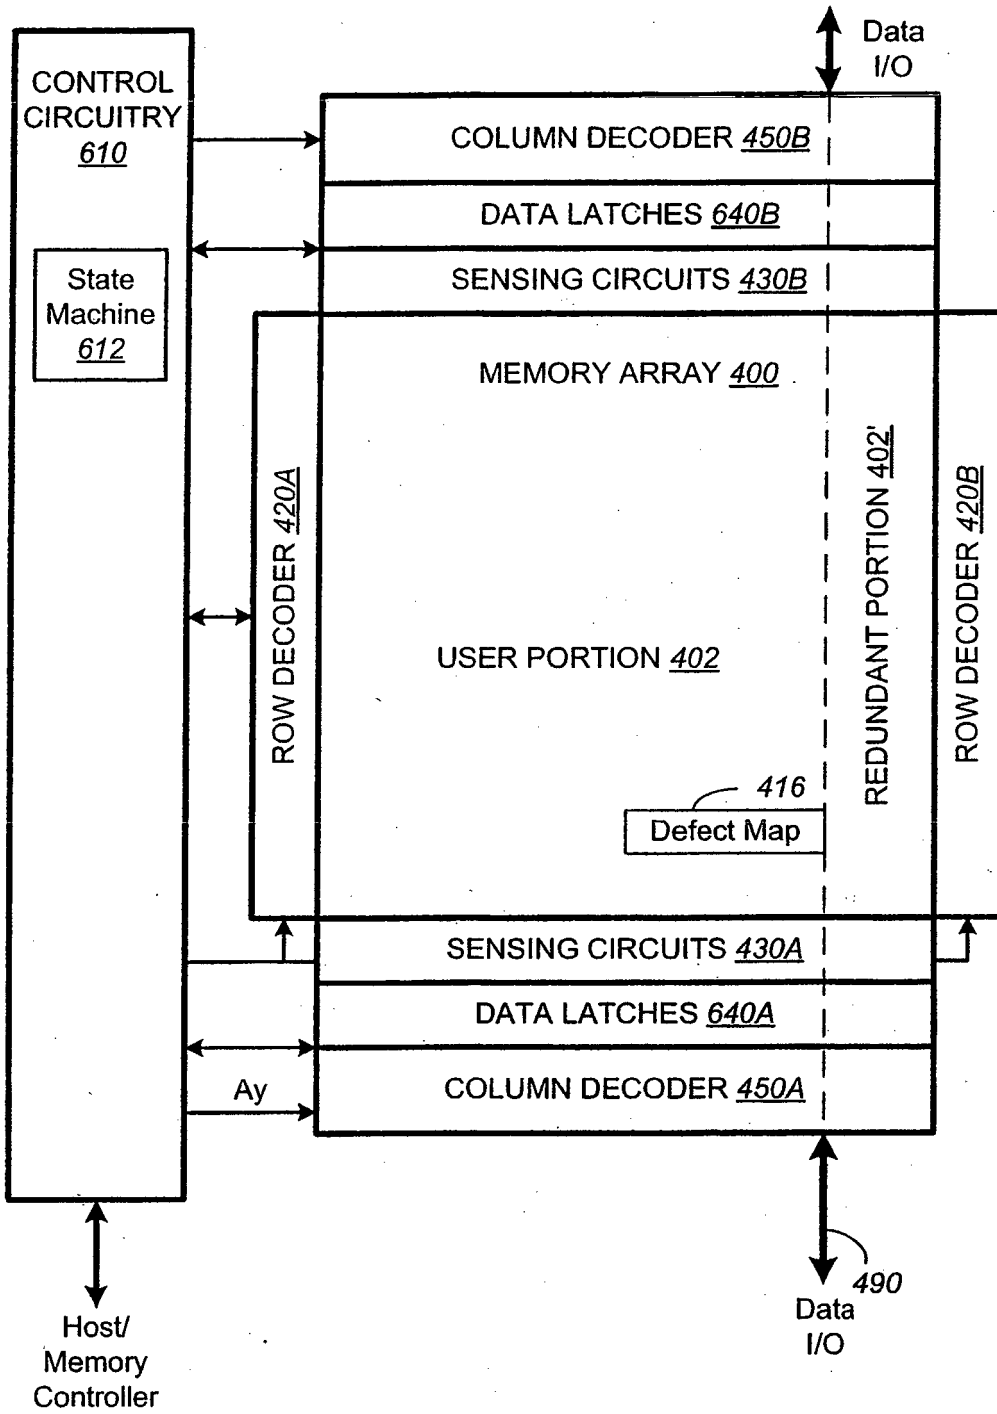 Data
I/O
CONTROL
CIRCUITRY
610
COLUMN DECODER 450B
DATA LATCHES 640B
State
Machine
612
SENSING CIRCUITS 430B
MEMORY ARRAY 400
ROW DECODER 420A
USER PORTION 402
REDUNDANT PORTION 402'
ROW DECODER 420B
416
Defect Map
SENSING CIRCUITS 430A
DATA LATCHES 640A
Ay
COLUMN DECODER 450A
490
Data
I/O
Host/
Memory
Controller